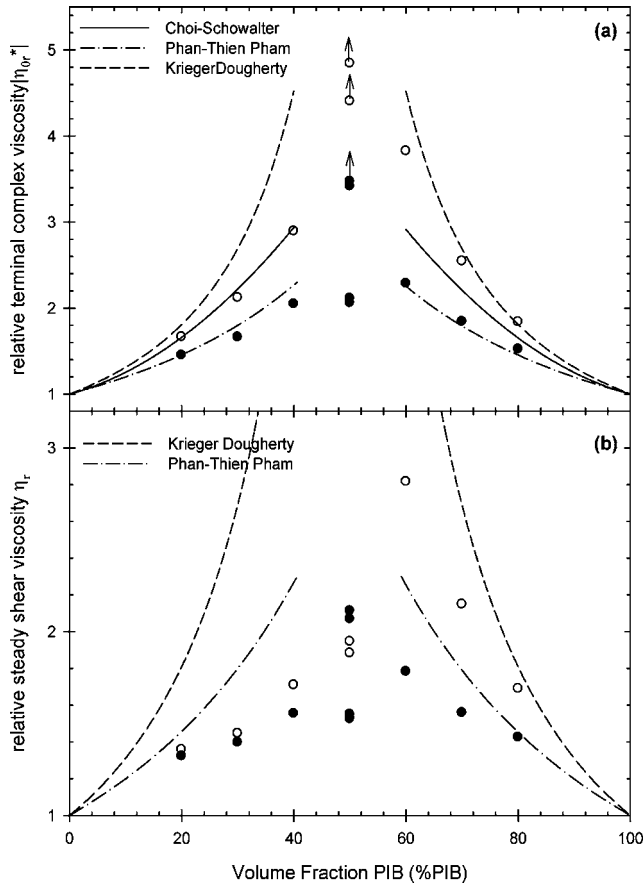 Choi-Schowalter
Phan-Thien Pham
KriegerDougherty
(a)
relative terminal complex viscosity|η0r*|
5
4
3
2
1
Krieger Dougherty
Phan-Thien Pham
(b)
relative steady shear viscosity ηr
3
2
1
0
20
40
60
80
100
Volume Fraction PIB (%PIB)